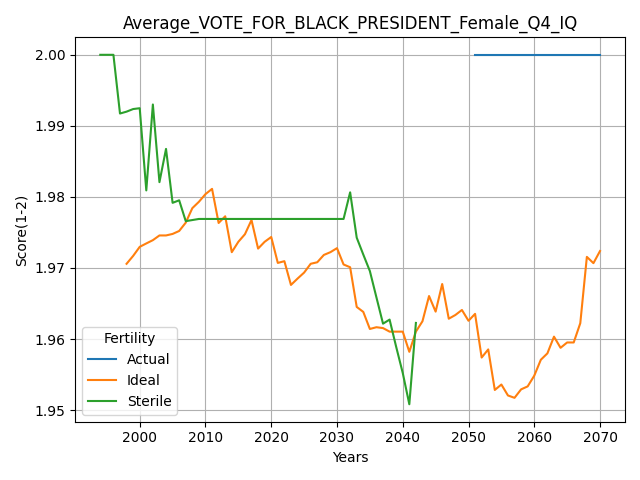 Average_VOTE_FOR_BLACK_PRESIDENT_Female_Q4_IQ
2.00
1.99
1.98
1.97
1.96
1.95
Score(1-2)
Fertility
Actual
Ideal
Sterile
2000 2010 2020 2030 2040 2050 2060 2070
Years